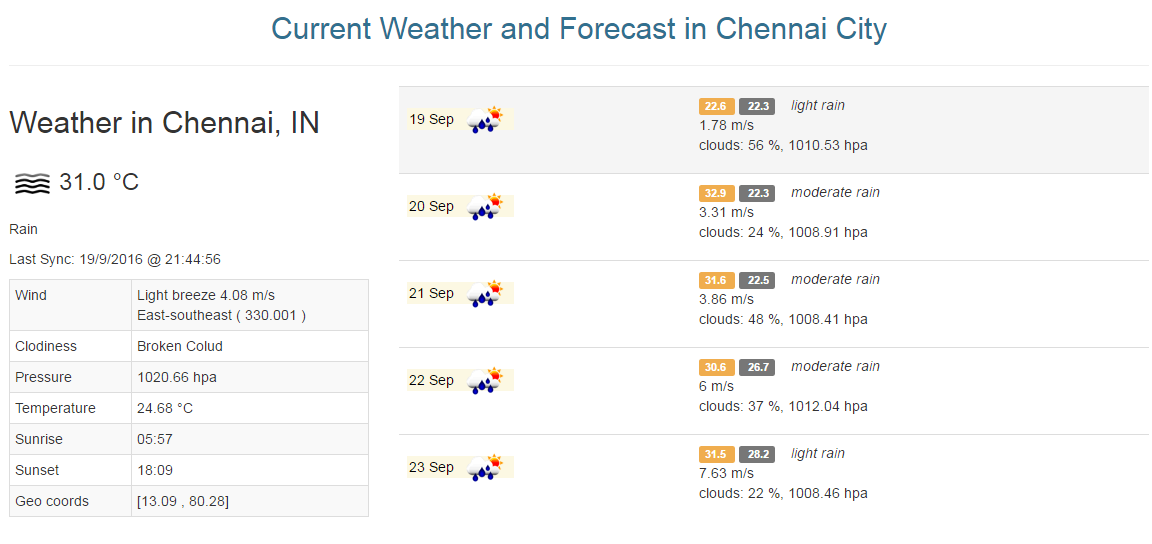 Current Weather and Forecast in Chennai City
Weather in Chennai, IN
31.0 °C
Rain
Last Sync: 19/9/2016 @ 21:44:56
Wind Light breeze 4.08 m/s
East-southeast ( 330.001 )
Clodiness Broken Colud
Pressure 1020.66 hpa
Temperature 24.68 °C
Sunrise 05:57
Sunset 18:09
Geo coords [13.09 , 80.28]
19 Sep 22.6 22.3 light rain
1.78 m/s
clouds: 56 %, 1010.53 hpa
20 Sep 32.9 22.3 moderate rain
3.31 m/s
clouds: 24 %, 1008.91 hpa
21 Sep 31.6 22.5 moderate rain
3.86 m/s
clouds: 48 %, 1008.41 hpa
22 Sep 30.6 26.7 moderate rain
6 m/s
clouds: 37 %, 1012.04 hpa
23 Sep 31.5 28.2 light rain
7.63 m/s
clouds: 22 %, 1008.46 hpa